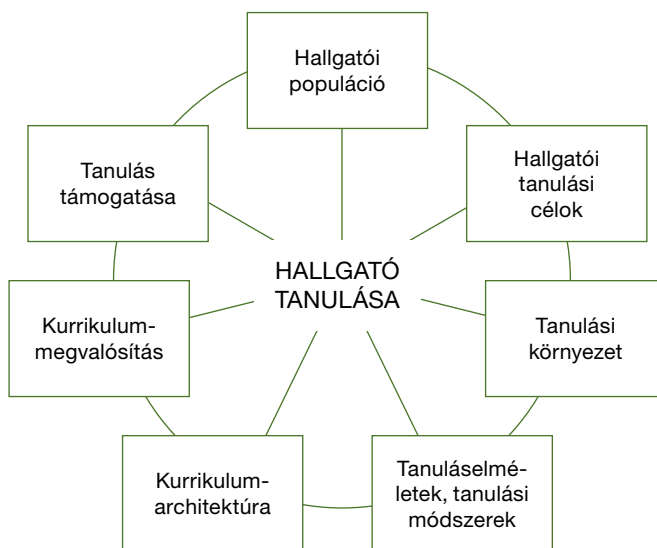 Hallgatói
populáció
Hallgatói
tanulási
célok
Tanulás
támogatása
HALLGATÓ
TANULÁSA
Kurrikulum-
megvalósítás
Tanulási
környezet
Kurrikulum-
architektúra
Tanuláselmé-
letek, tanulási
módszerek